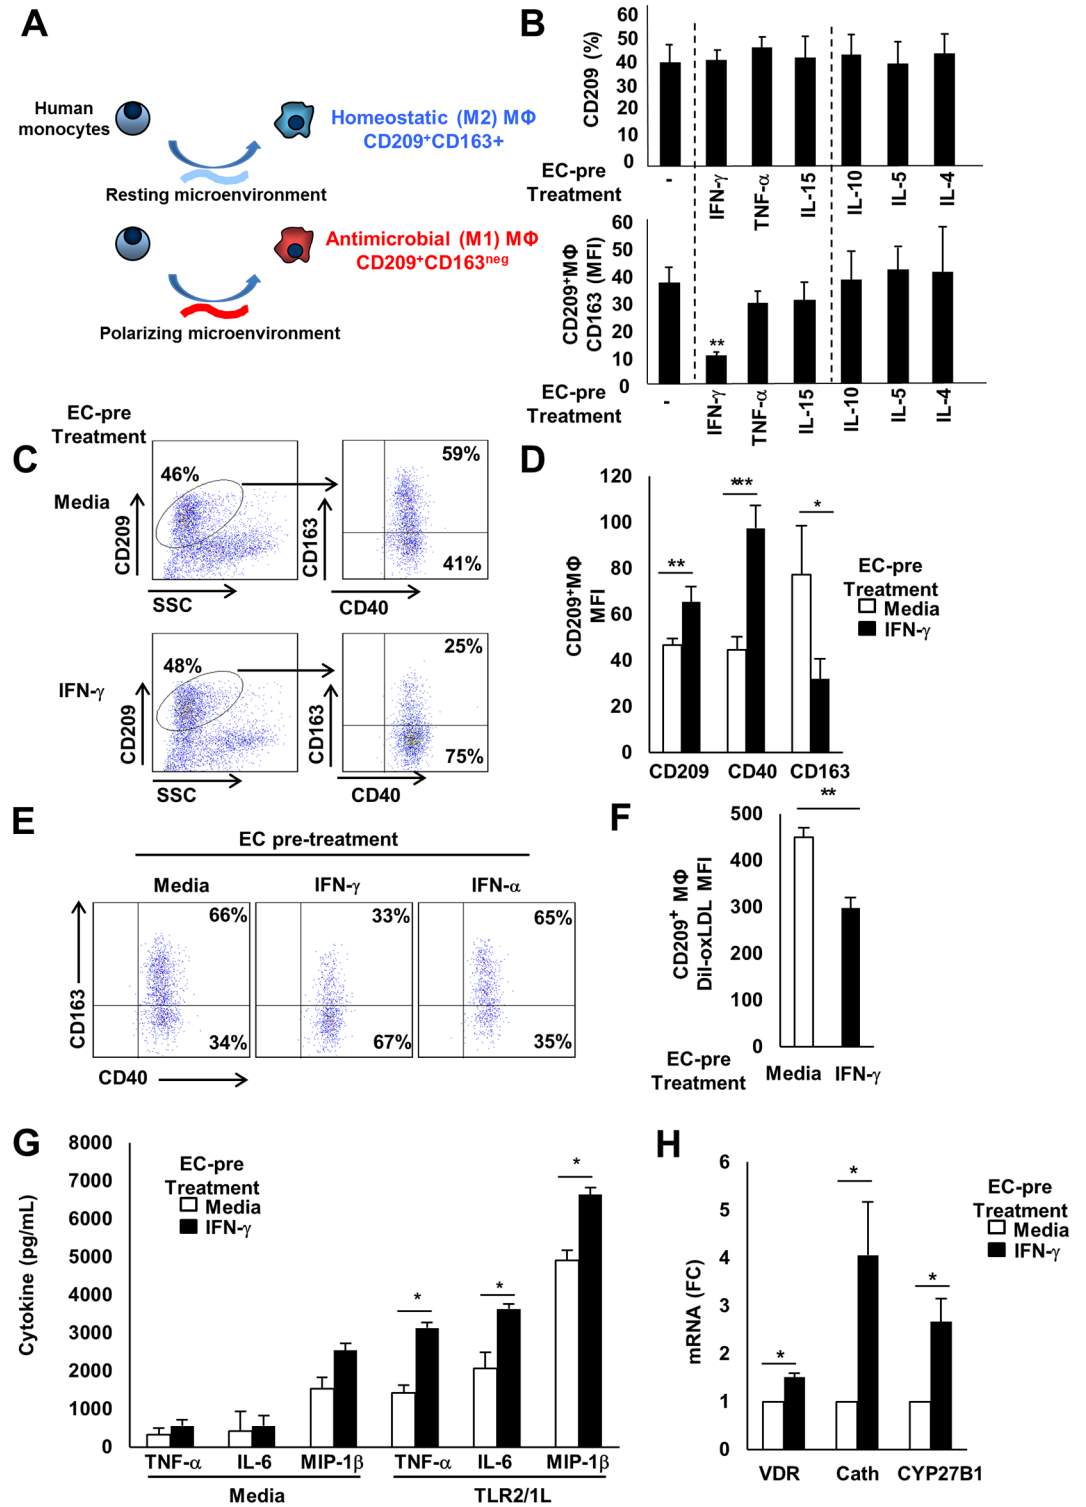 A
Human
monocytes
Homeostatic (M2) MΦ
CD209⁺CD163+
Resting microenvironment
Antimicrobial (M1) MΦ
CD209⁺CD163ⁿᵉᵍ
Polarizing microenvironment
B
CD209 (%)
60
50
40
30
20
10
0
EC-pre
Treatment
-
IFN-γ
TNF-α
IL-15
IL-10
IL-5
IL-4
CD209⁺MΦ
CD163 (MFI)
60
50
40
30
20
10
0
**
EC-pre
Treatment
-
IFN-γ
TNF-α
IL-15
IL-10
IL-5
IL-4
C
EC-pre
Treatment
Media
46%
CD209
SSC
59%
41%
CD163
CD40
IFN-γ
48%
CD209
SSC
25%
75%
CD163
CD40
D
CD209⁺MΦ
MFI
120
100
80
60
40
20
0
**
***
*
CD209
CD40
CD163
EC-pre
Treatment
Media
IFN-γ
E
EC pre-treatment
Media
IFN-γ
IFN-α
66%
34%
33%
67%
65%
35%
CD163
CD40
F
CD209⁺ MΦ
Dil-oxLDL MFI
500
400
300
200
100
0
**
EC-pre
Treatment
Media
IFN-γ
G
Cytokine (pg/mL)
8000
7000
6000
5000
4000
3000
2000
1000
0
EC-pre
Treatment
Media
IFN-γ
*
*
*
TNF-α
IL-6
MIP-1β
TNF-α
IL-6
MIP-1β
Media
TLR2/1L
H
mRNA (FC)
6
5
4
3
2
1
0
*
*
*
VDR
Cath
CYP27B1
EC-pre
Treatment
Media
IFN-γ